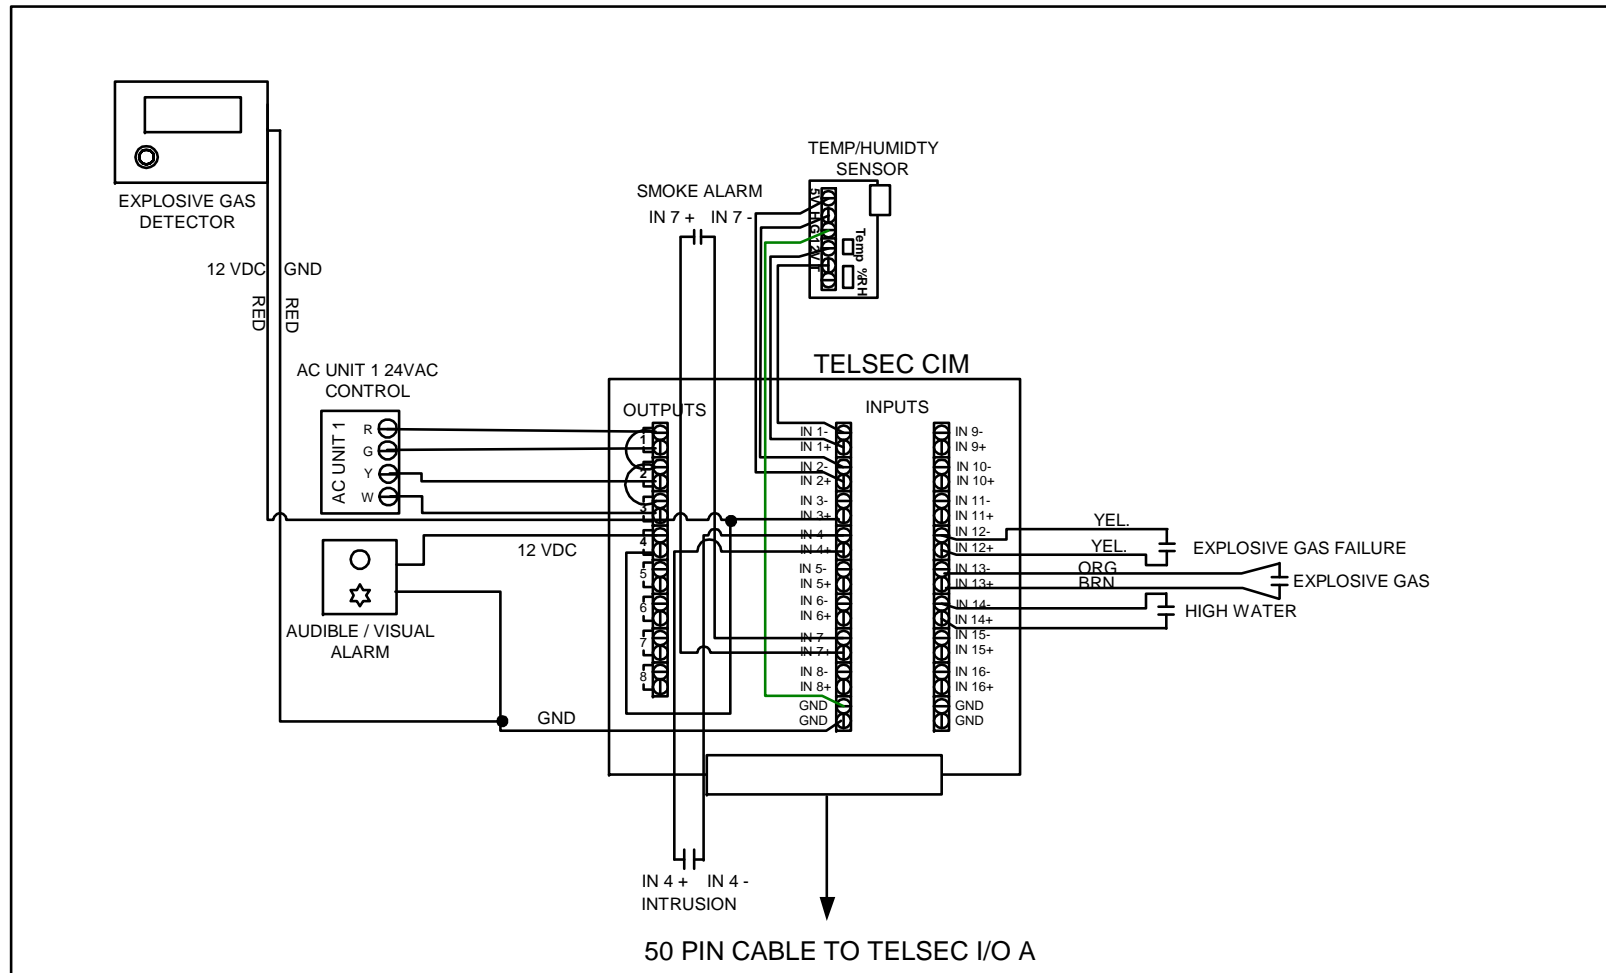 TEMP/HUMIDTY
SENSOR
5V H G 12V T
Temp %RH
EXPLOSIVE GAS
DETECTOR
12 VDC
GND
RED
RED
SMOKE ALARM
IN 7 + IN 7 -
AC UNIT 1 24VAC
CONTROL
AC UNIT 1
R
G
Y
W
TELSEC CIM
OUTPUTS
1
2
3
4
5
6
7
8
INPUTS
IN 1-
IN 1+
IN 2-
IN 2+
IN 3-
IN 3+
IN 4
IN 4+
IN 5-
IN 5+
IN 6-
IN 6+
IN 7
IN 7+
IN 8-
IN 8+
GND
GND
IN 9-
IN 9+
IN 10-
IN 10+
IN 11-
IN 11+
IN 12-
IN 12+
IN 13-
IN 13+
IN 14-
IN 14+
IN 15-
IN 15+
IN 16-
IN 16+
GND
GND
YEL.
YEL.
EXPLOSIVE GAS FAILURE
ORG
BRN
EXPLOSIVE GAS
HIGH WATER
12 VDC
AUDIBLE / VISUAL
ALARM
GND
IN 4 + IN 4 -
INTRUSION
50 PIN CABLE TO TELSEC I/O A